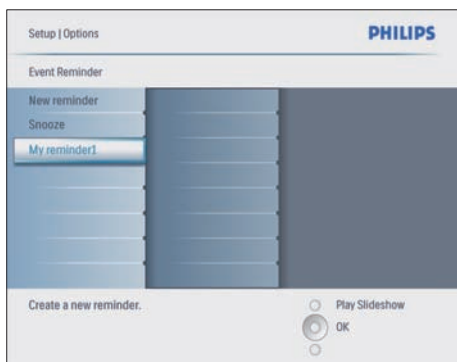 Setup | Options
PHILIPS
Event Reminder
New reminder
Snooze
My reminder1
Create a new reminder.
Play Slideshow
OK